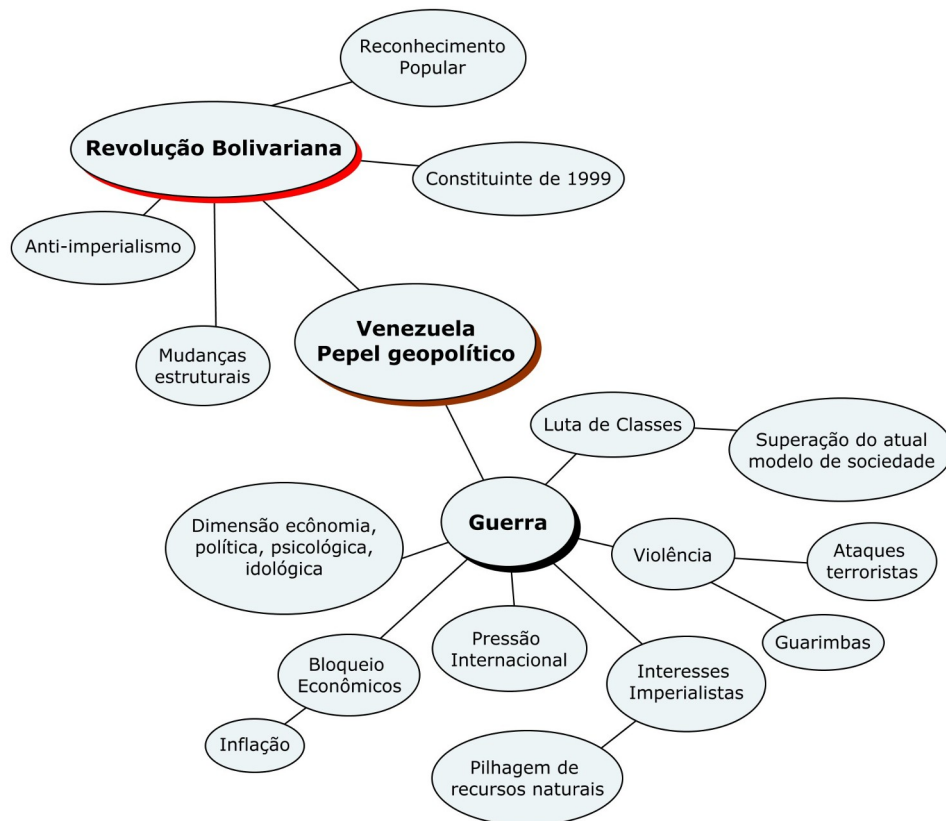 Reconhecimento
Popular
Revolução Bolivariana
Constituinte de 1999
Anti-imperialismo
Mudanças
estruturais
Venezuela
Pepel geopolítico
Luta de Classes
Superação do atual
modelo de sociedade
Guerra
Dimensão ecônomia,
política, psicológica,
idológica
Violência
Ataques
terroristas
Guarimbas
Pressão
Internacional
Bloqueio
Econômicos
Interesses
Imperialistas
Inflação
Pilhagem de
recursos naturais